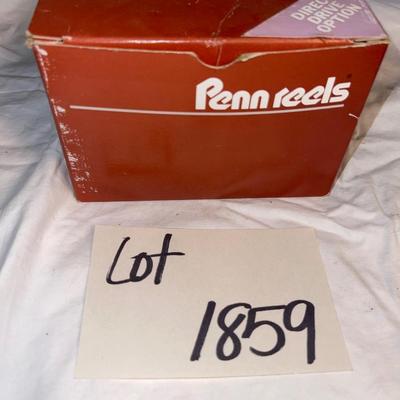 DIRECT
DRIVE
OPTION
Penn reels®
Lot
1859